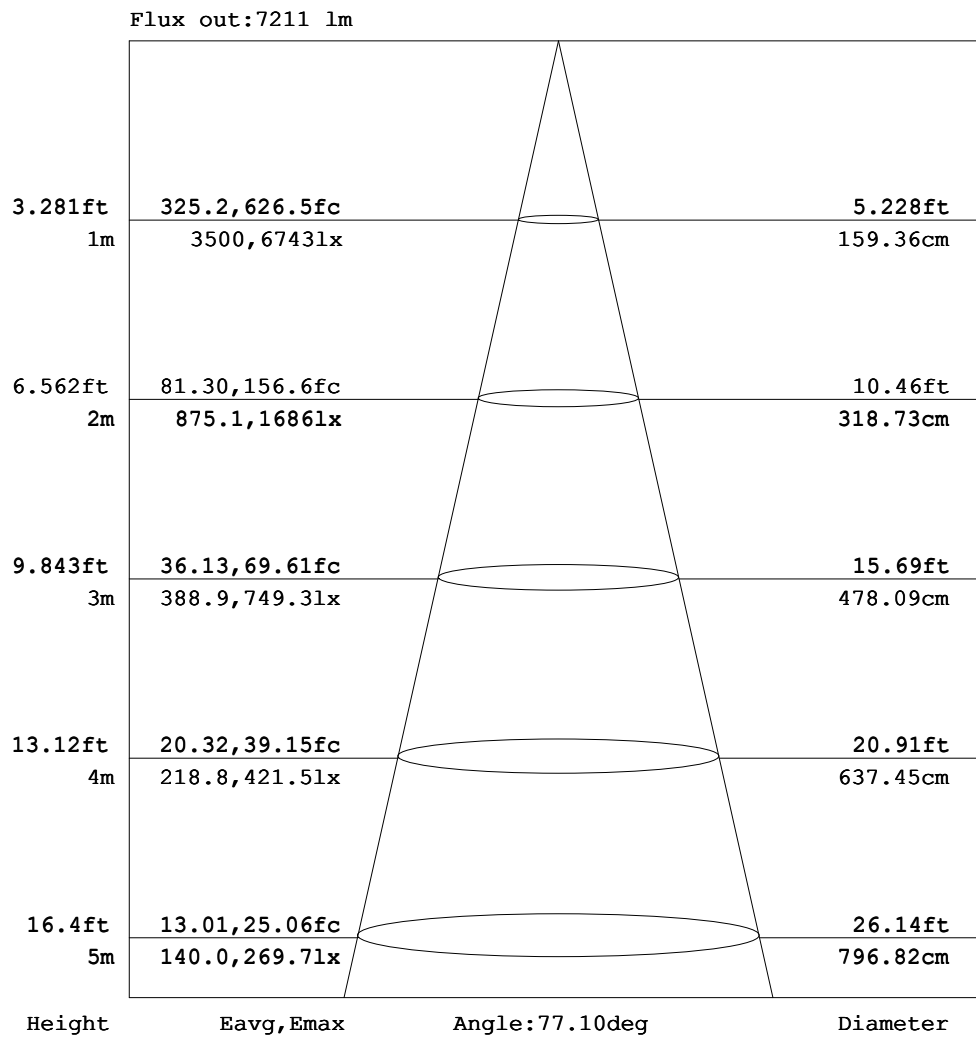 Flux out:7211 lm
3.281ft 325.2,626.5fc 5.228ft
1m 3500,6743lx 159.36cm
6.562ft 81.30,156.6fc 10.46ft
2m 875.1,1686lx 318.73cm
9.843ft 36.13,69.61fc 15.69ft
3m 388.9,749.3lx 478.09cm
13.12ft 20.32,39.15fc 20.91ft
4m 218.8,421.5lx 637.45cm
16.4ft 13.01,25.06fc 26.14ft
5m 140.0,269.7lx 796.82cm
Height Eavg,Emax Angle:77.10deg Diameter